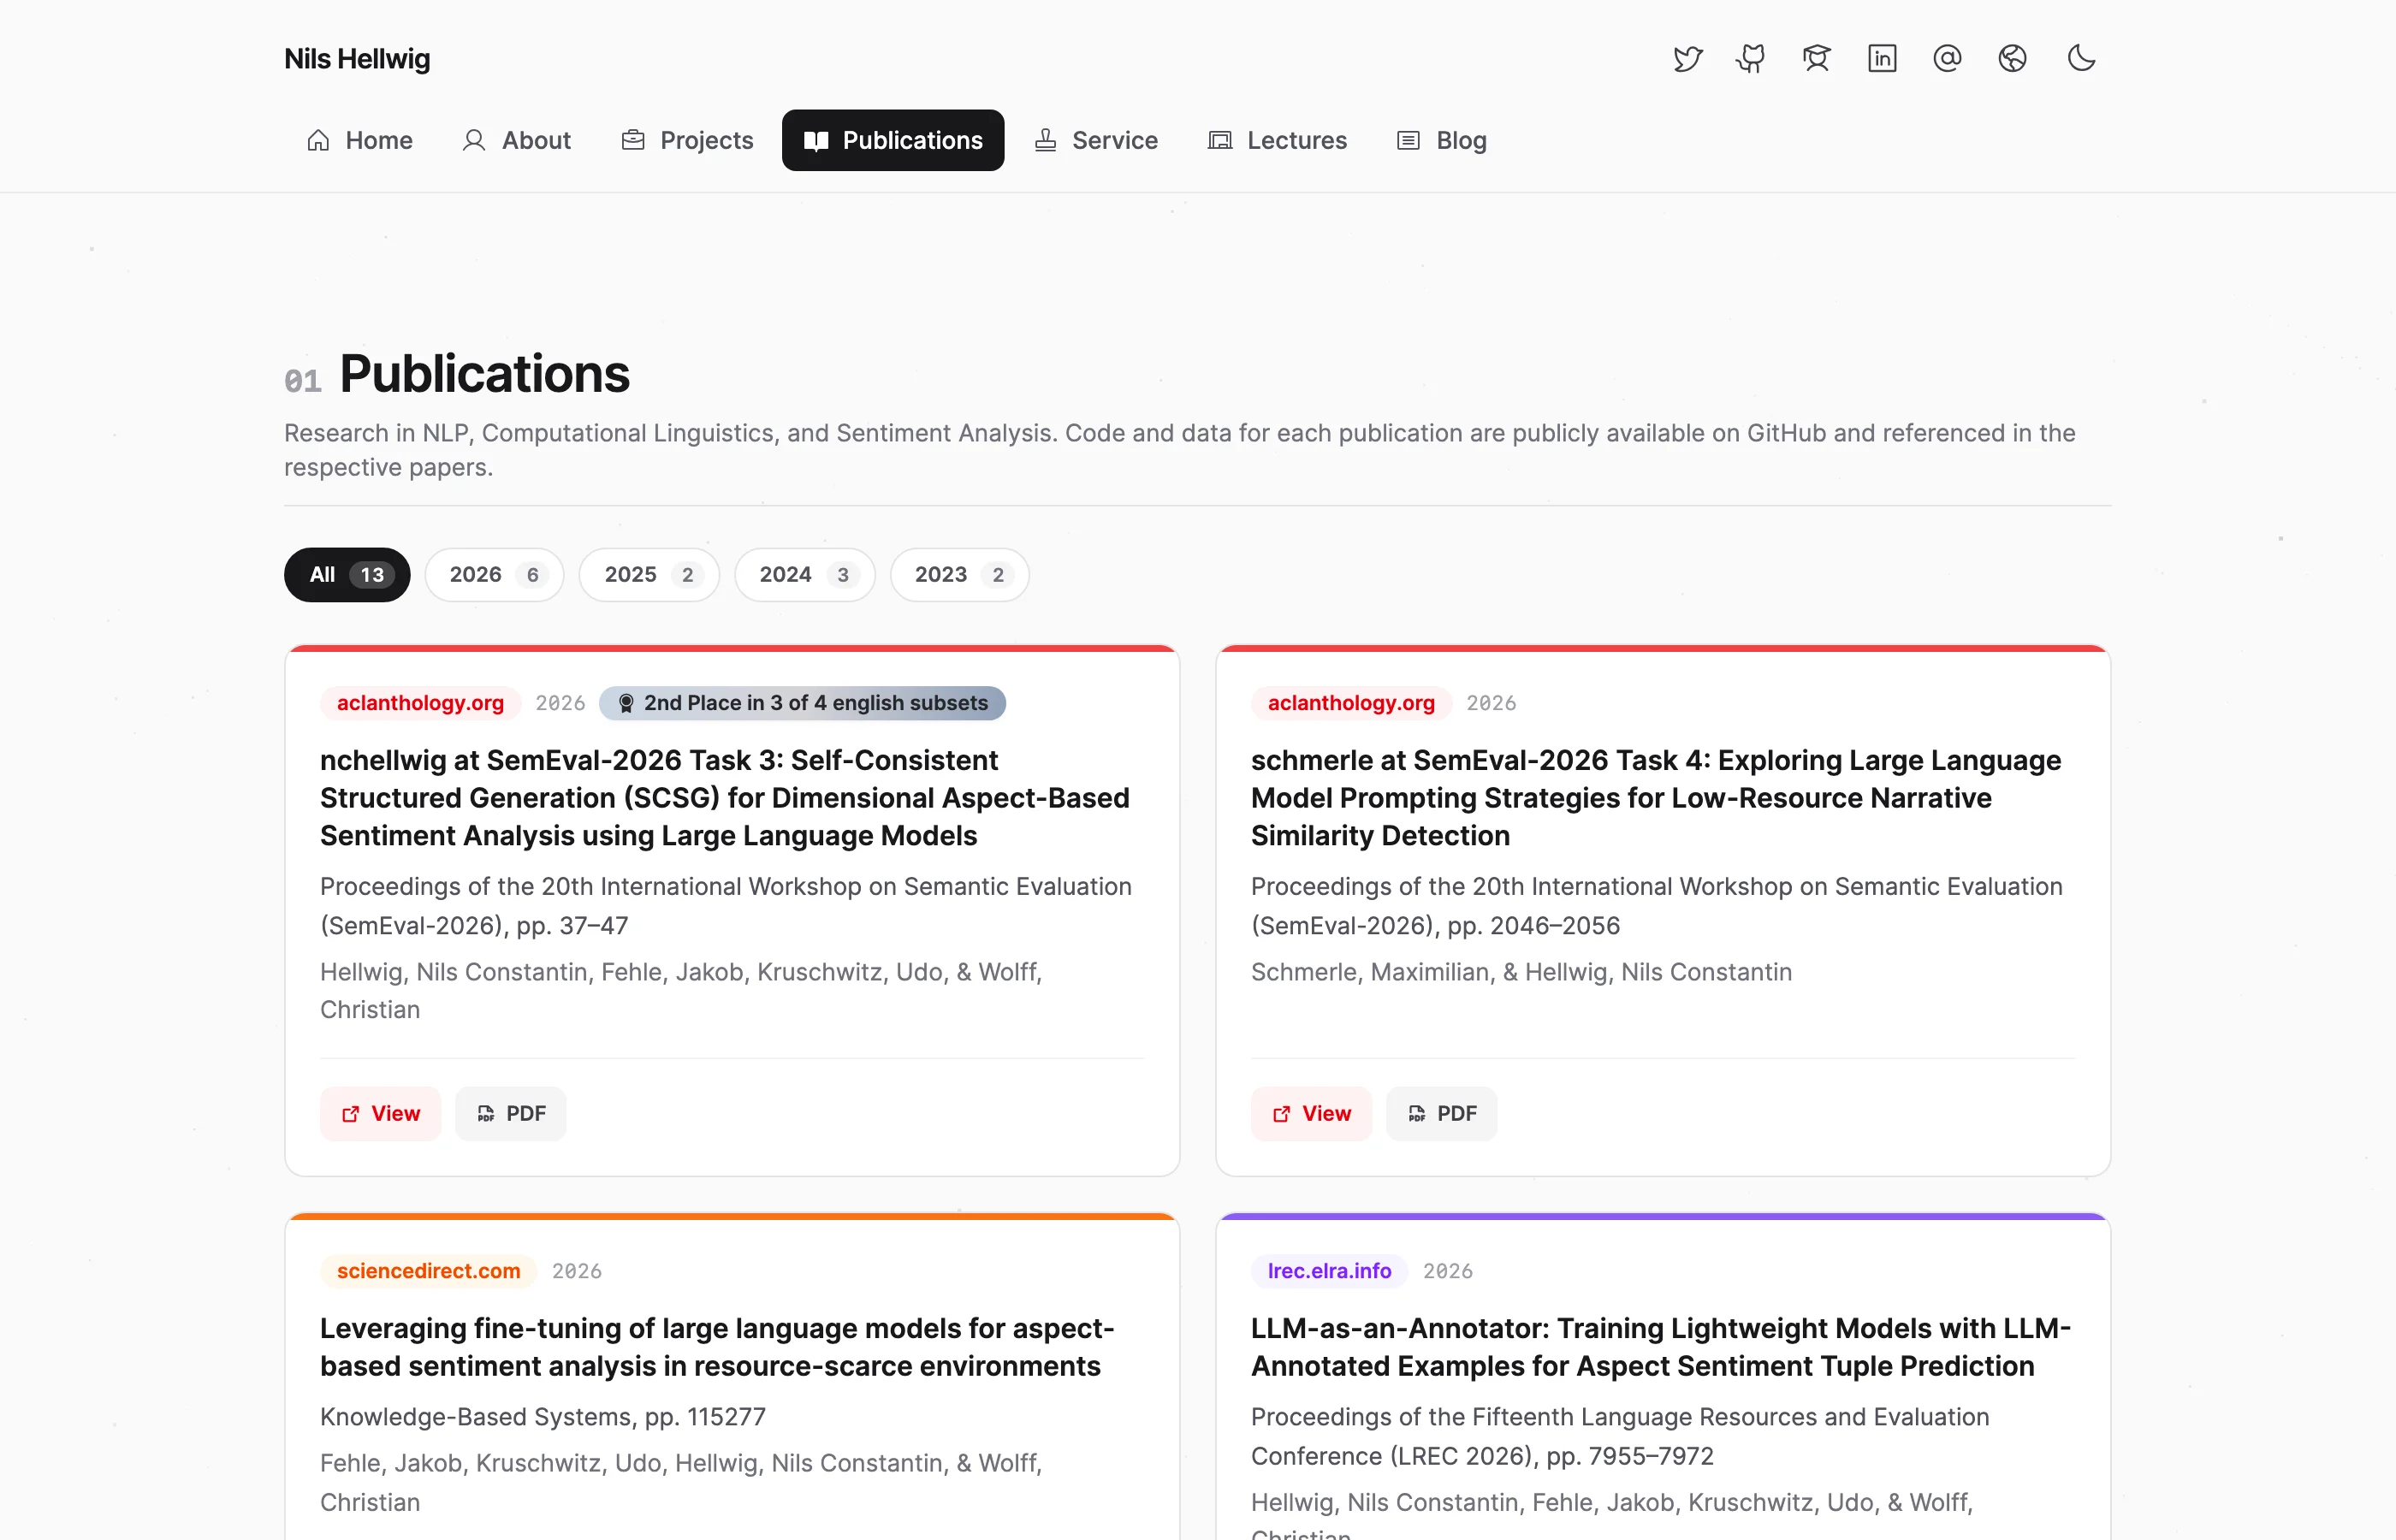 Nils Hellwig
Home
About
Projects
Publications
Service
Lectures
Blog
01 Publications
Research in NLP, Computational Linguistics, and Sentiment Analysis. Code and data for each publication are publicly available on GitHub and referenced in the
respective papers.
All 13
2026 6
2025 2
2024 3
2023 2
aclanthology.org 2026 2nd Place in 3 of 4 english subsets
nchellwig at SemEval-2026 Task 3: Self-Consistent
Structured Generation (SCSG) for Dimensional Aspect-Based
Sentiment Analysis using Large Language Models
Proceedings of the 20th International Workshop on Semantic Evaluation
(SemEval-2026), pp. 37–47
Hellwig, Nils Constantin, Fehle, Jakob, Kruschwitz, Udo, & Wolff,
Christian
View
PDF
aclanthology.org 2026
schmerle at SemEval-2026 Task 4: Exploring Large Language
Model Prompting Strategies for Low-Resource Narrative
Similarity Detection
Proceedings of the 20th International Workshop on Semantic Evaluation
(SemEval-2026), pp. 2046–2056
Schmerle, Maximilian, & Hellwig, Nils Constantin
View
PDF
sciencedirect.com 2026
Leveraging fine-tuning of large language models for aspect-
based sentiment analysis in resource-scarce environments
Knowledge-Based Systems, pp. 115277
Fehle, Jakob, Kruschwitz, Udo, Hellwig, Nils Constantin, & Wolff,
Christian
lrec.elra.info 2026
LLM-as-an-Annotator: Training Lightweight Models with LLM-
Annotated Examples for Aspect Sentiment Tuple Prediction
Proceedings of the Fifteenth Language Resources and Evaluation
Conference (LREC 2026), pp. 7955–7972
Hellwig, Nils Constantin, Fehle, Jakob, Kruschwitz, Udo, & Wolff,
Christian